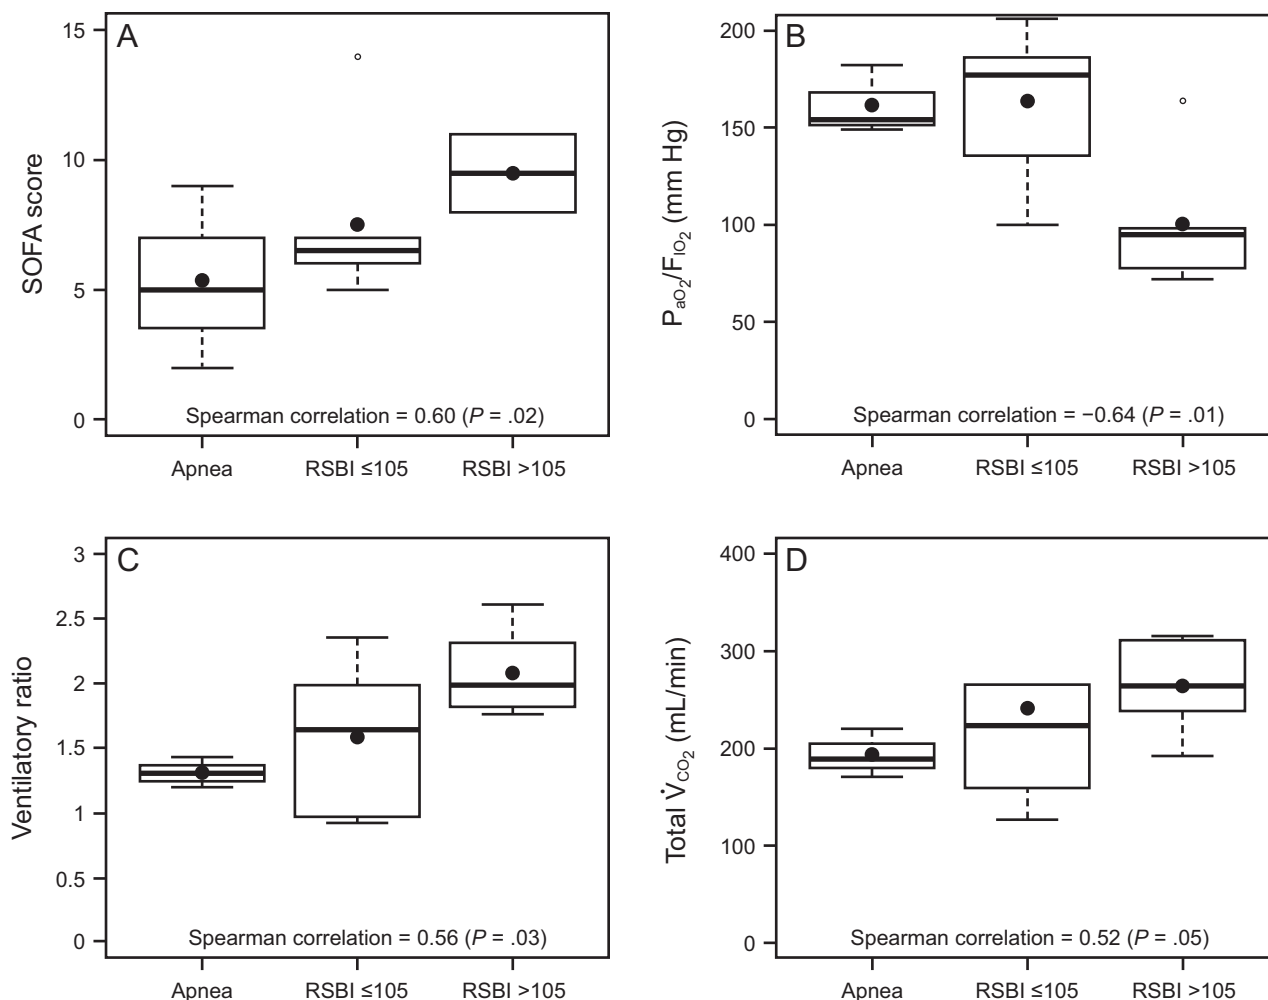 A
SOFA score
15
10
5
0
Spearman correlation = 0.60 (P = .02)
Apnea
RSBI ≤105
RSBI >105
B
PaO2/FIO2 (mm Hg)
200
150
100
50
0
Spearman correlation = −0.64 (P = .01)
Apnea
RSBI ≤105
RSBI >105
C
Ventilatory ratio
3
2.5
2
1.5
1
0.5
0
Spearman correlation = 0.56 (P = .03)
Apnea
RSBI ≤105
RSBI >105
D
Total V̇CO2 (mL/min)
400
300
200
100
0
Spearman correlation = 0.52 (P = .05)
Apnea
RSBI ≤105
RSBI >105